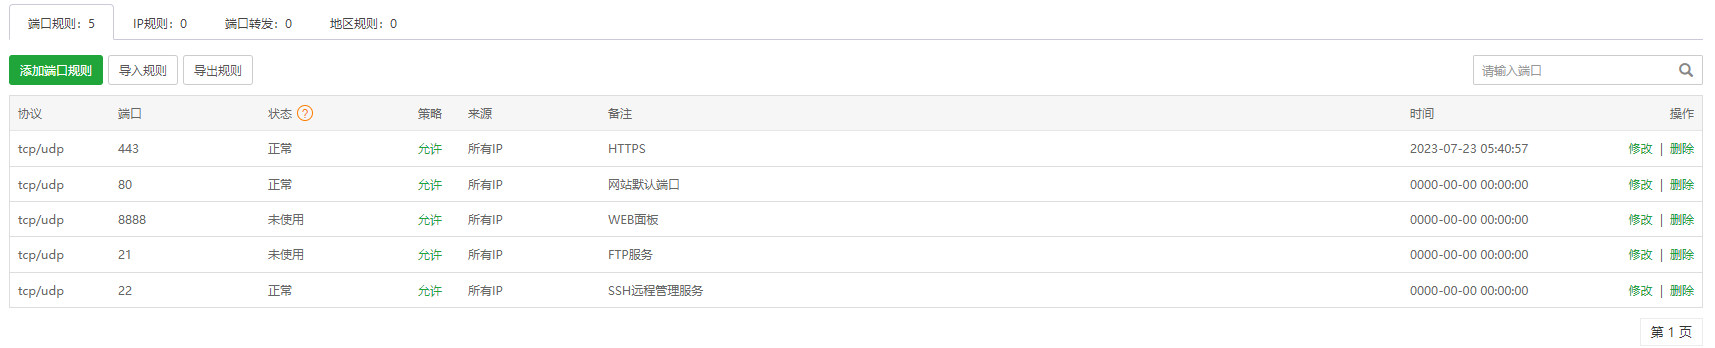 端口规则：5 IP规则：0 端口转发：0 地区规则：0
添加端口规则 导入规则 导出规则 请输入端口
协议 端口 状态 ? 策略 来源 备注 时间 操作
tcp/udp 443 正常 允许 所有IP HTTPS 2023-07-23 05:40:57 修改 | 删除
tcp/udp 80 正常 允许 所有IP 网站默认端口 0000-00-00 00:00:00 修改 | 删除
tcp/udp 8888 未使用 允许 所有IP WEB面板 0000-00-00 00:00:00 修改 | 删除
tcp/udp 21 未使用 允许 所有IP FTP服务 0000-00-00 00:00:00 修改 | 删除
tcp/udp 22 正常 允许 所有IP SSH远程管理服务 0000-00-00 00:00:00 修改 | 删除
第 1 页